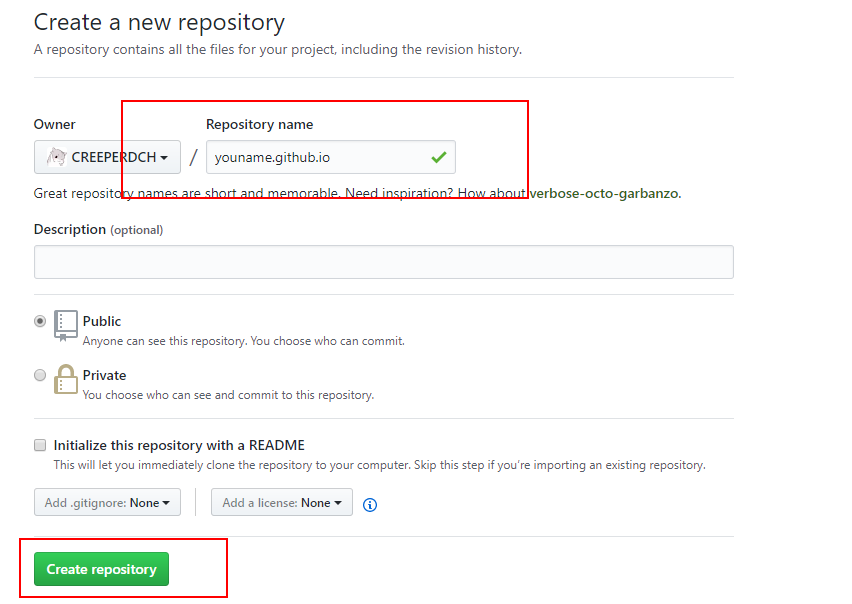 Create a new repository
A repository contains all the files for your project, including the revision history.
Owner
Repository name
CREEPERDCH / youname.github.io
Great repository names are short and memorable. Need inspiration? How about verbose-octo-garbanzo.
Description (optional)
Public
Anyone can see this repository. You choose who can commit.
Private
You choose who can see and commit to this repository.
Initialize this repository with a README
This will let you immediately clone the repository to your computer. Skip this step if you’re importing an existing repository.
Add .gitignore: None
Add a license: None
Create repository